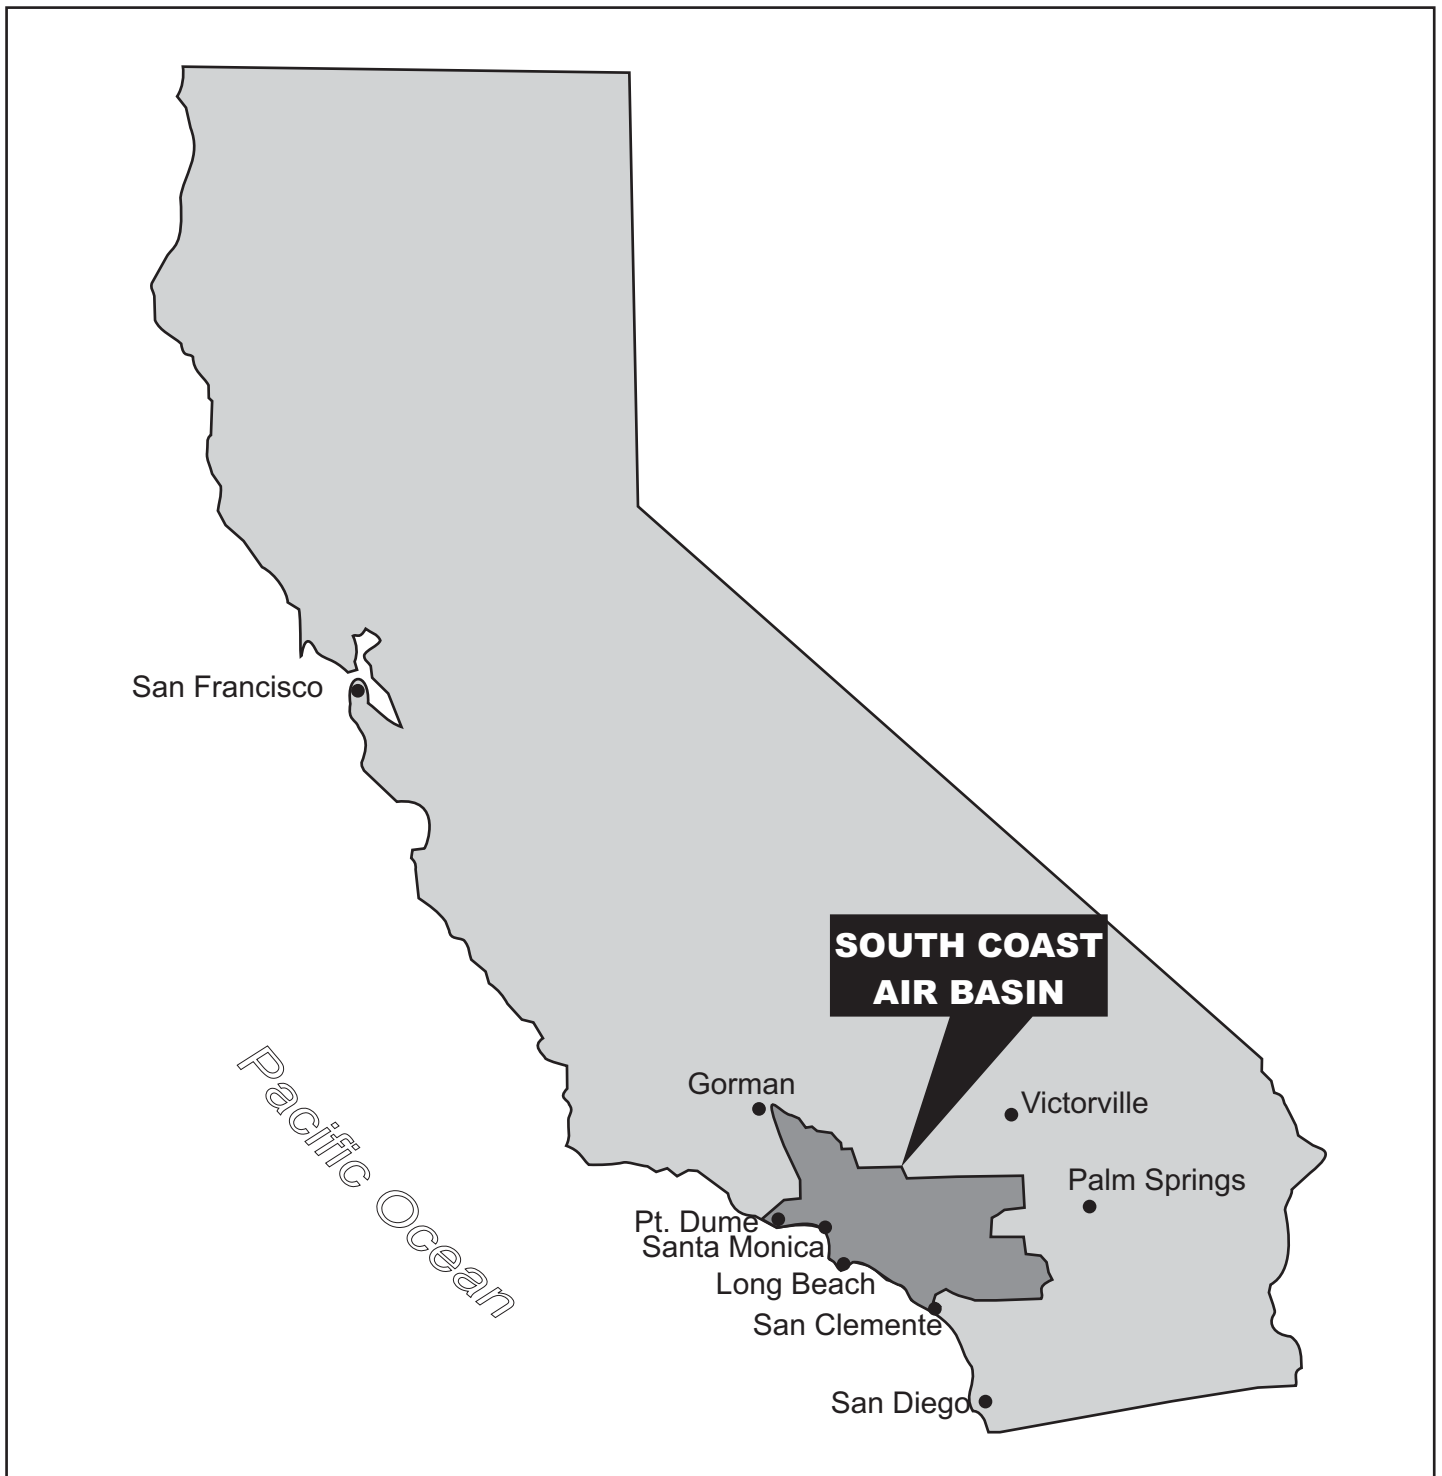 San Francisco
SOUTH COAST
AIR BASIN
Pacific Ocean
Gorman
Victorville
Palm Springs
Pt. Dume
Santa Monica
Long Beach
San Clemente
San Diego